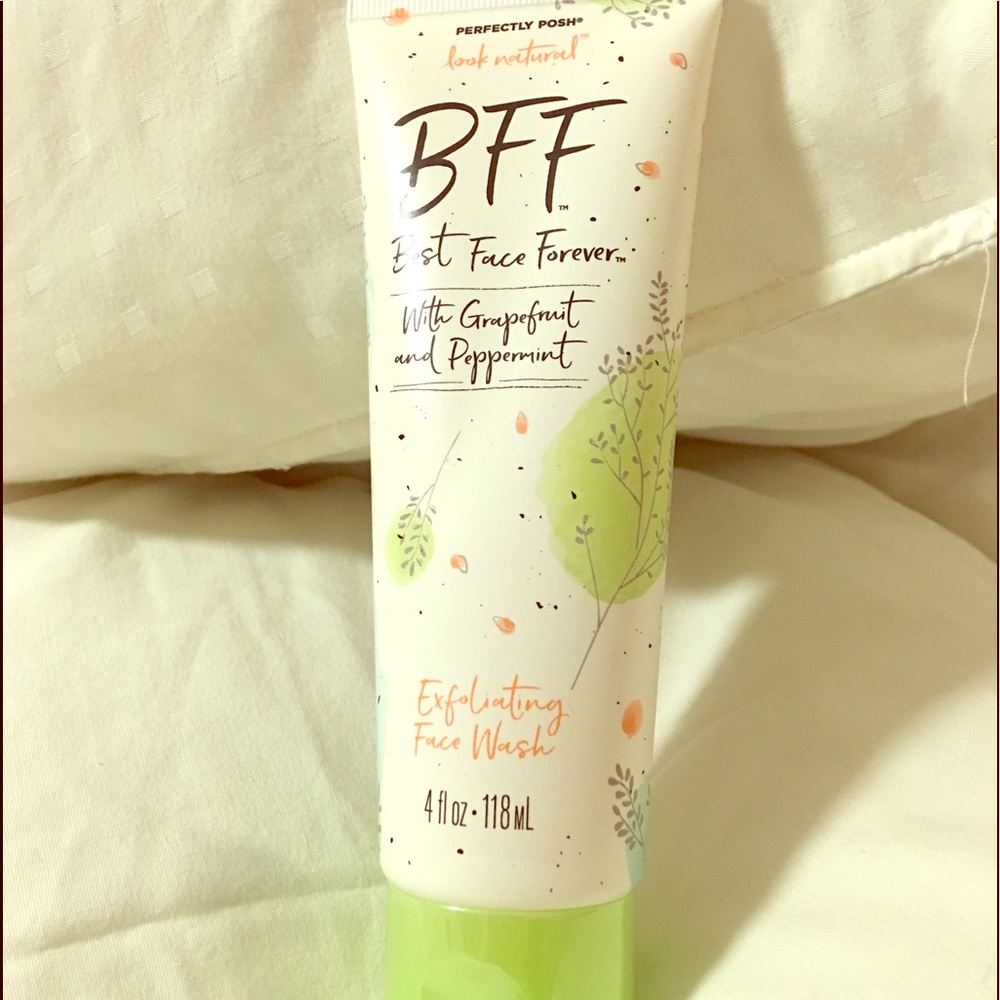 PERFECTLY POSH®
look natural™
BFF™
Best Face Forever™
With Grapefruit
and Peppermint
Exfoliating
Face Wash
4 fl oz • 118 mL